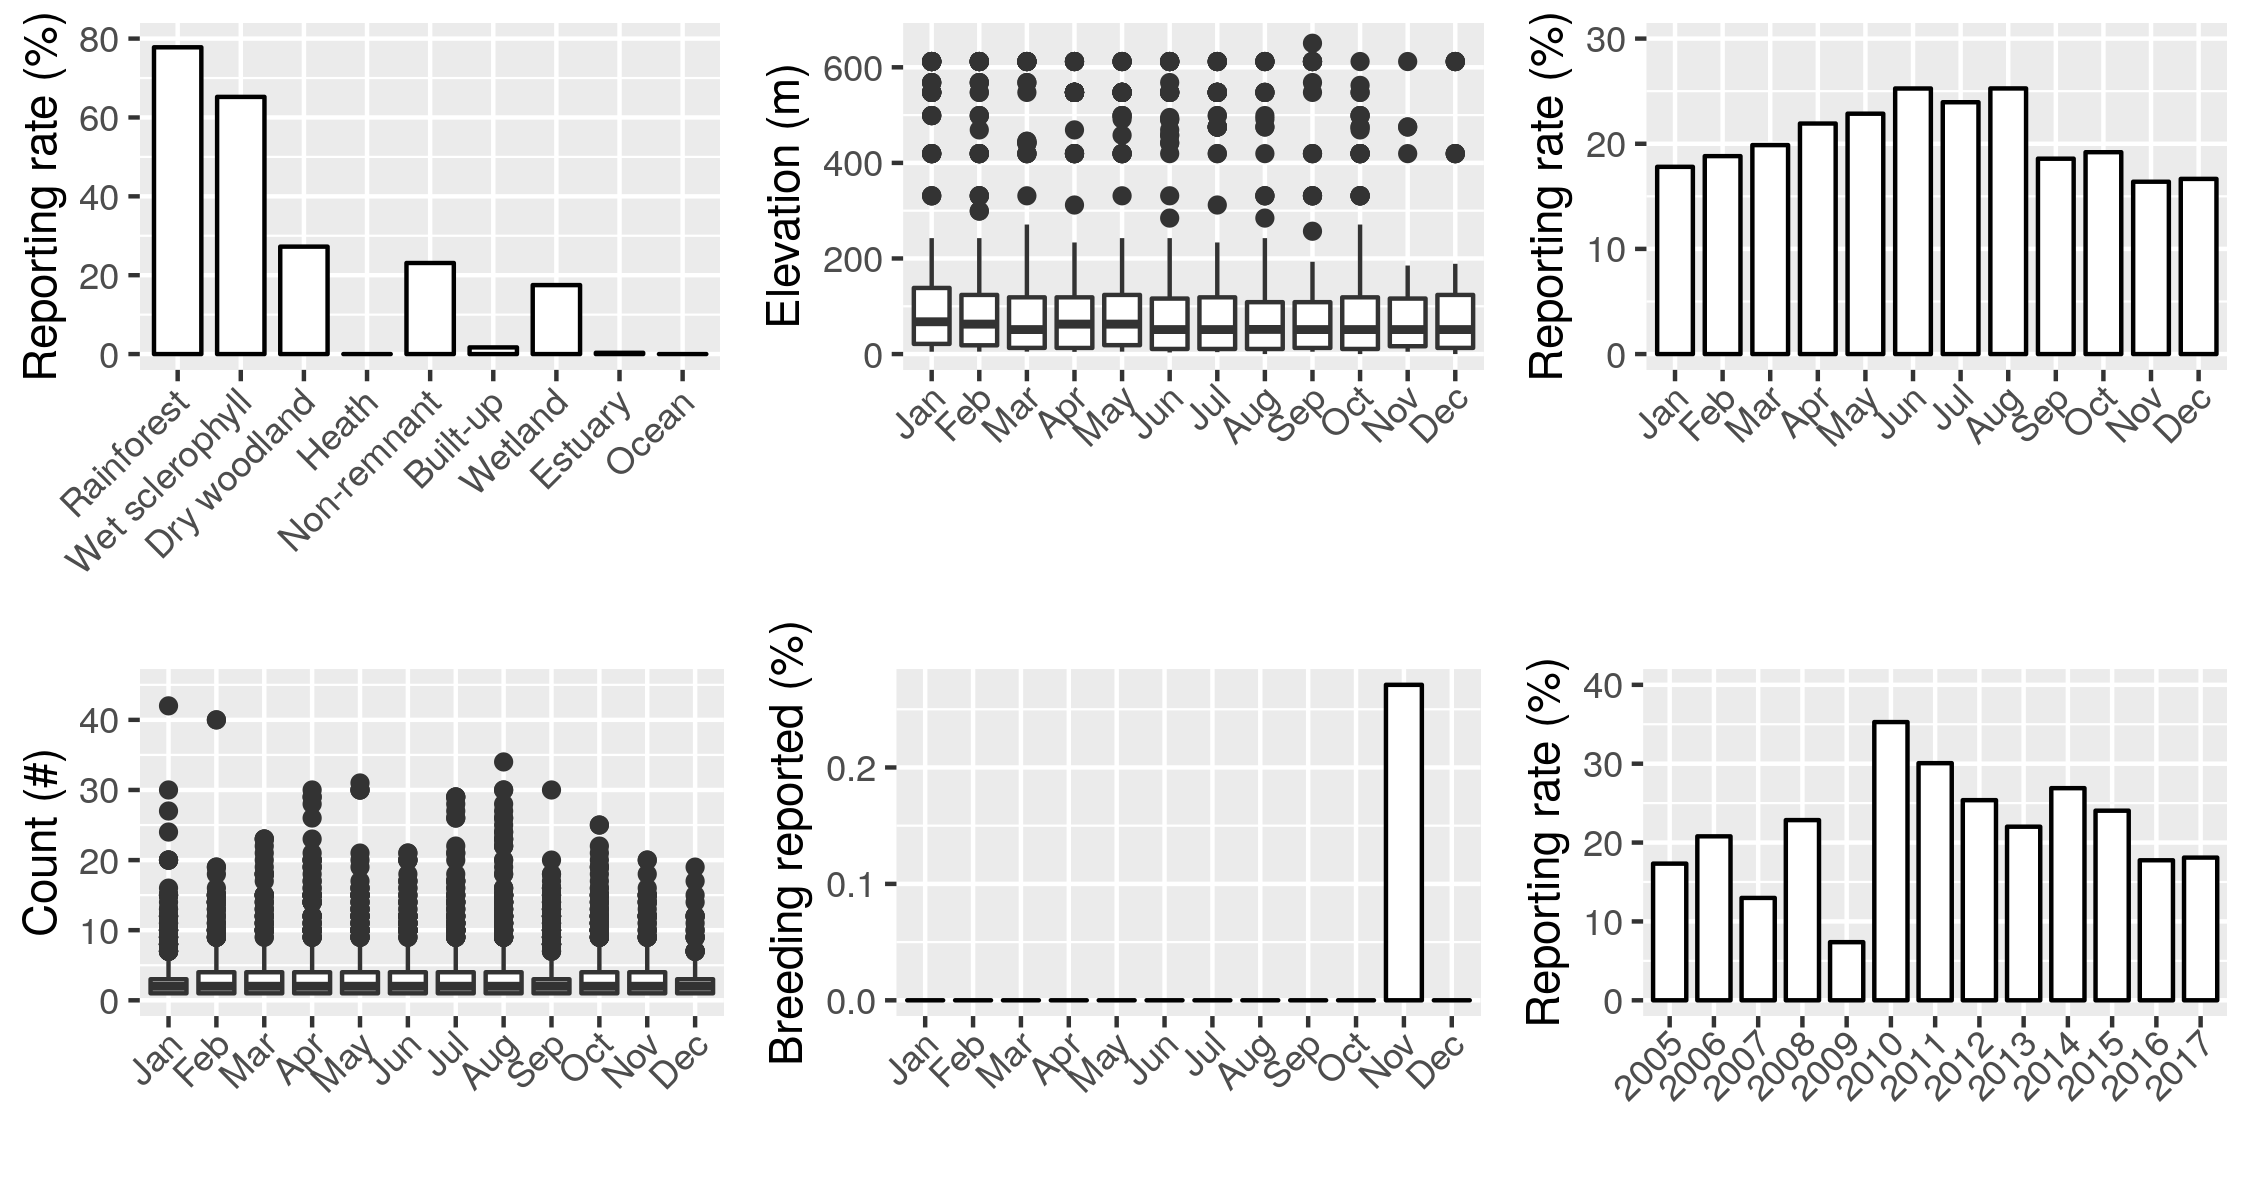 Reporting rate (%)
80
60
40
20
0
Rainforest
Wet sclerophyll
Dry woodland
Heath
Non-remnant
Built-up
Wetland
Estuary
Ocean
Elevation (m)
600
400
200
0
Jan
Feb
Mar
Apr
May
Jun
Jul
Aug
Sep
Oct
Nov
Dec
Reporting rate (%)
30
20
10
0
Jan
Feb
Mar
Apr
May
Jun
Jul
Aug
Sep
Oct
Nov
Dec
Count (#)
40
30
20
10
0
Jan
Feb
Mar
Apr
May
Jun
Jul
Aug
Sep
Oct
Nov
Dec
Breeding reported (%)
0.2
0.1
0.0
Jan
Feb
Mar
Apr
May
Jun
Jul
Aug
Sep
Oct
Nov
Dec
Reporting rate (%)
40
30
20
10
0
2005
2006
2007
2008
2009
2010
2011
2012
2013
2014
2015
2016
2017